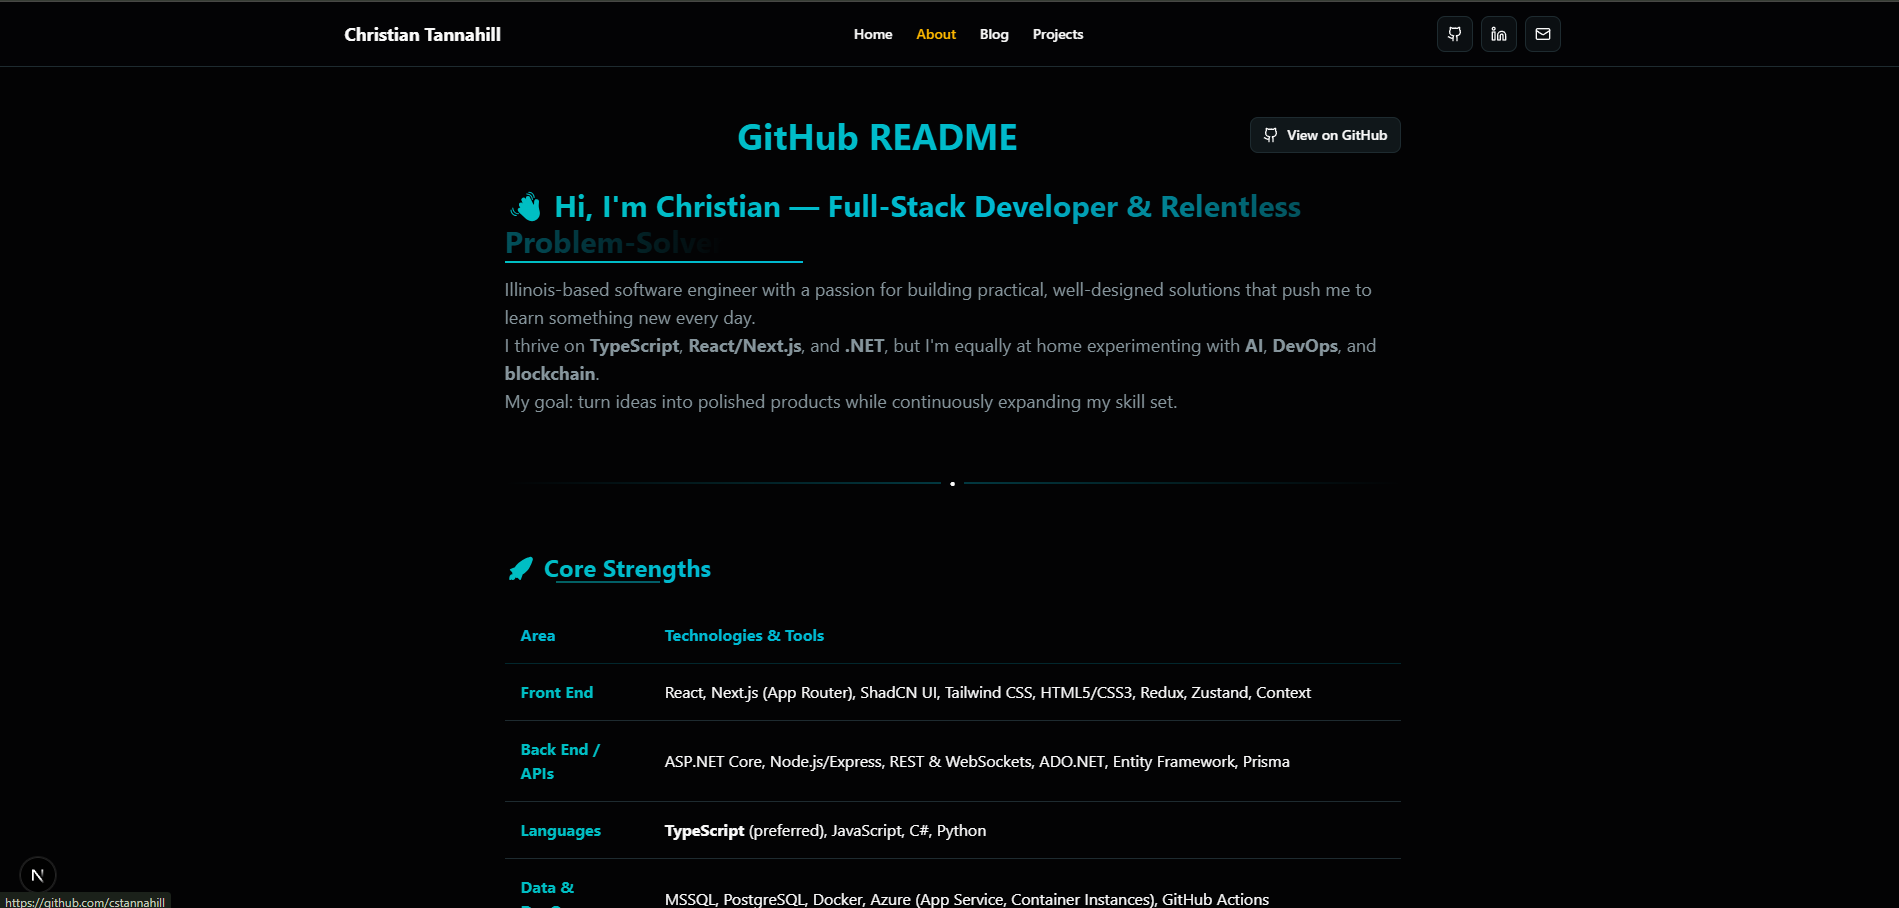 Christian Tannahill
Home About Blog Projects
GitHub README
View on GitHub
Hi, I'm Christian — Full-Stack Developer & Relentless
Problem-Solver
Illinois-based software engineer with a passion for building practical, well-designed solutions that push me to
learn something new every day.
I thrive on TypeScript, React/Next.js, and .NET, but I'm equally at home experimenting with AI, DevOps, and
blockchain.
My goal: turn ideas into polished products while continuously expanding my skill set.
Core Strengths
Area Technologies & Tools
Front End React, Next.js (App Router), ShadCN UI, Tailwind CSS, HTML5/CSS3, Redux, Zustand, Context
Back End /
APIs
ASP.NET Core, Node.js/Express, REST & WebSockets, ADO.NET, Entity Framework, Prisma
Languages TypeScript (preferred), JavaScript, C#, Python
Data &
MSSQL, PostgreSQL, Docker, Azure (App Service, Container Instances), GitHub Actions
N
https://github.com/cstannahill